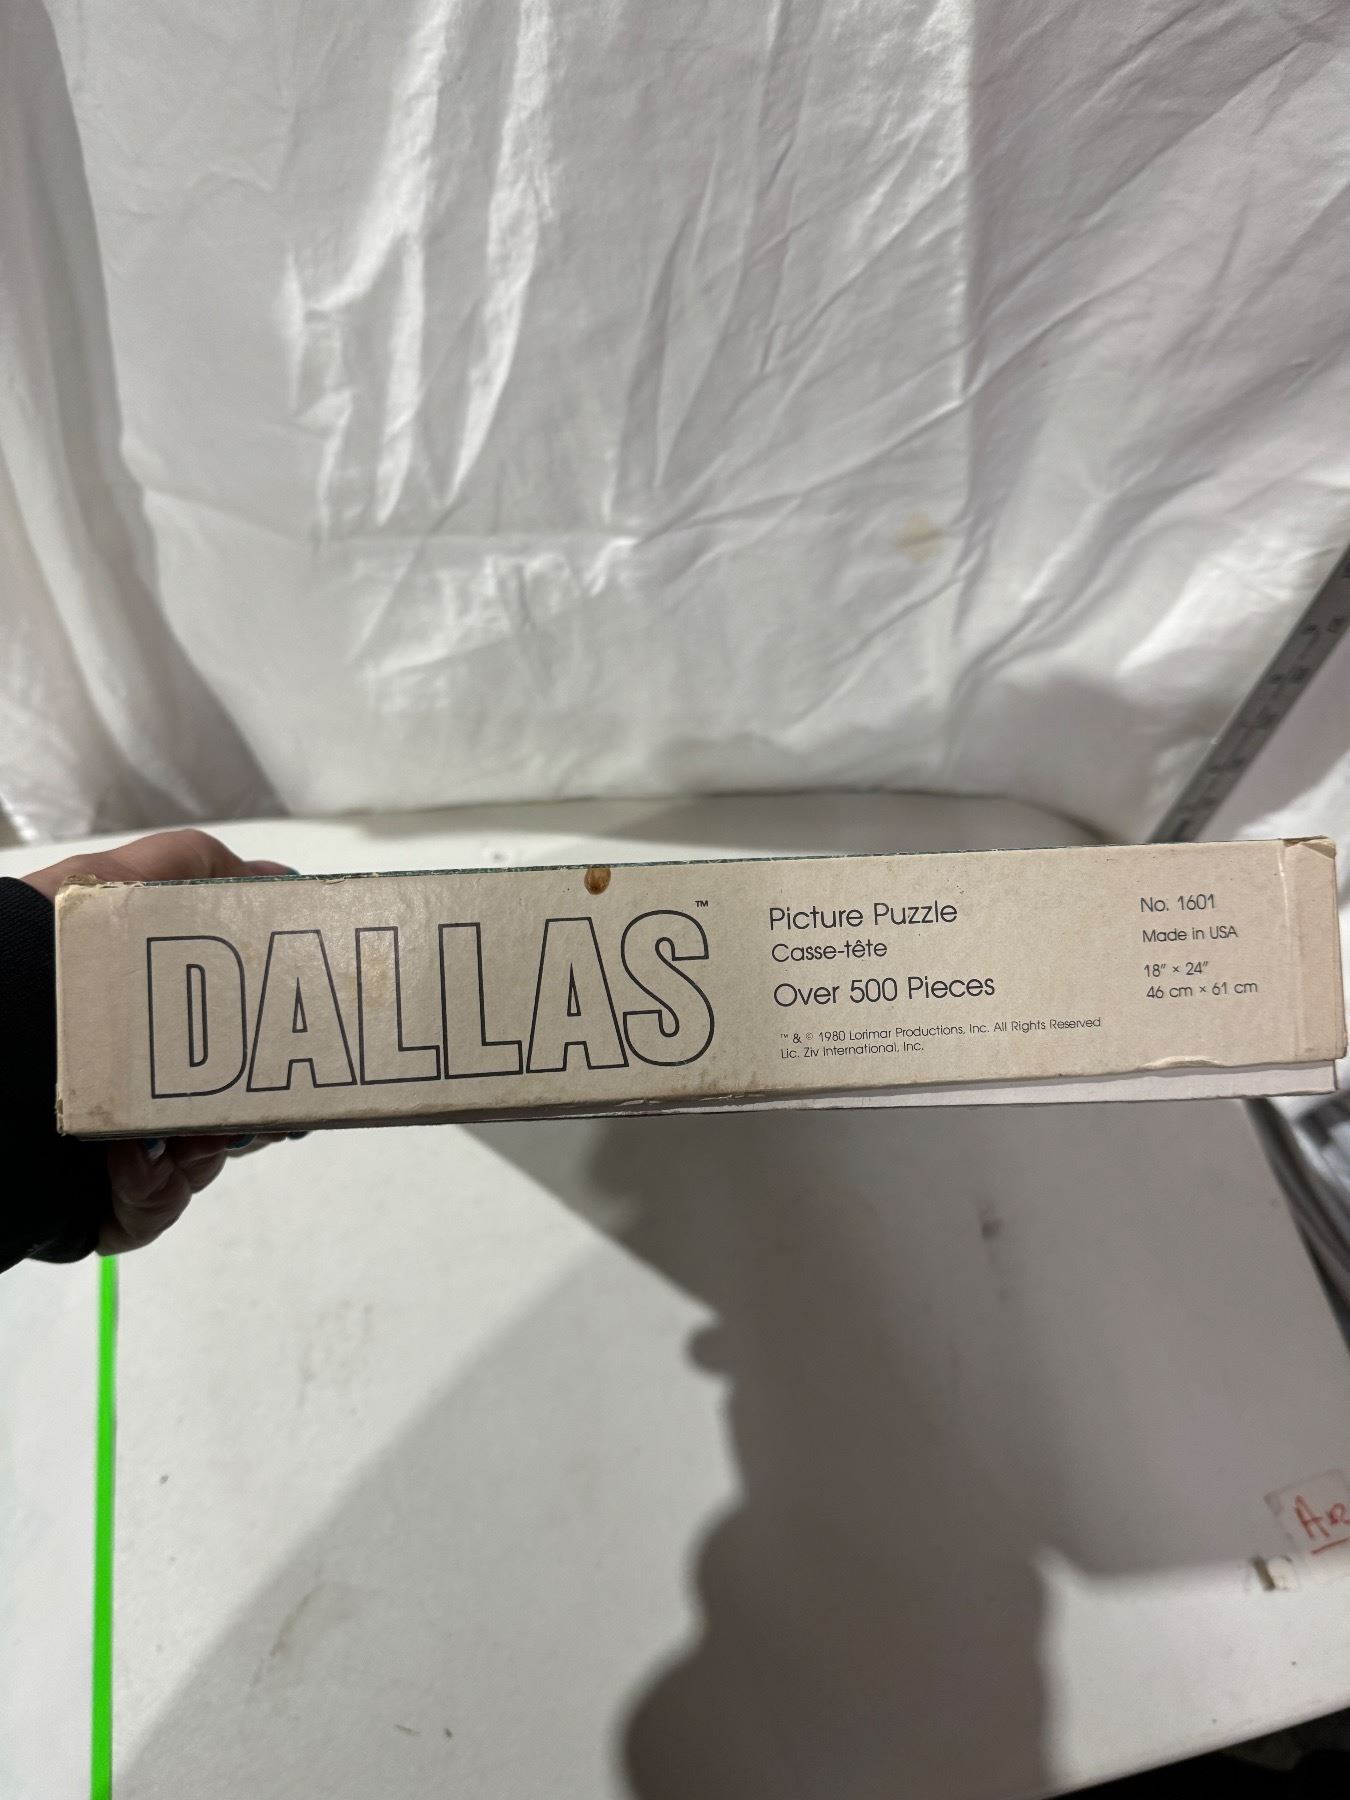 DALLAS™
Picture Puzzle
Casse-tête
Over 500 Pieces
™ & © 1980 Lorimar Productions, Inc. All Rights Reserved
Lic. Ziv International, Inc.
No. 1601
Made in USA
18" × 24"
46 cm × 61 cm